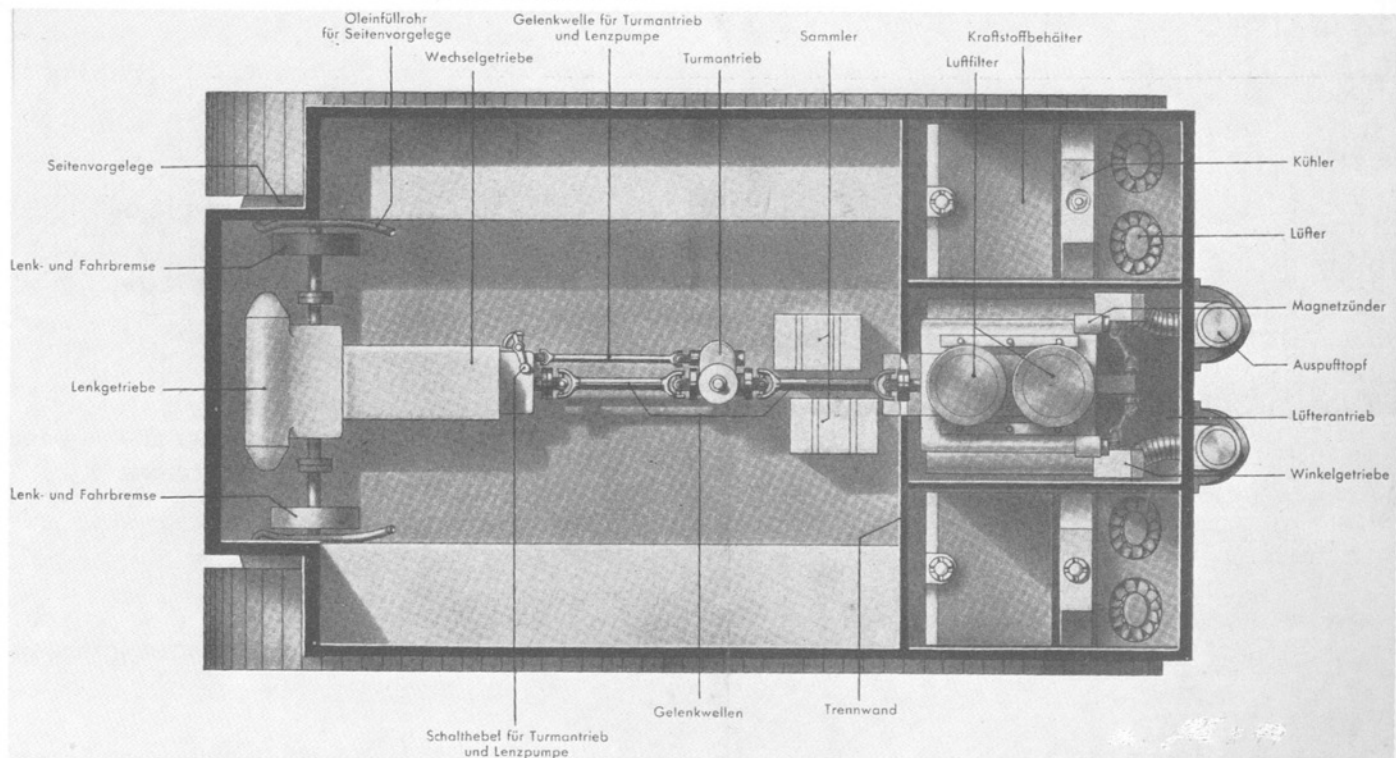 Oleinfüllrohr
für Seitenvorgelege
Gelenkwelle für Turmantrieb
und Lenzpumpe
Sammler
Kraftstoffbehälter
Wechselgetriebe
Turmantrieb
Luftfilter
Seitenvorgelege
Kühler
Lüfter
Lenk- und Fahrbremse
Magnetzünder
Auspufftopf
Lenkgetriebe
Lüfterantrieb
Winkelgetriebe
Lenk- und Fahrbremse
Gelenkwellen
Trennwand
Schalthebel für Turmantrieb
und Lenzpumpe